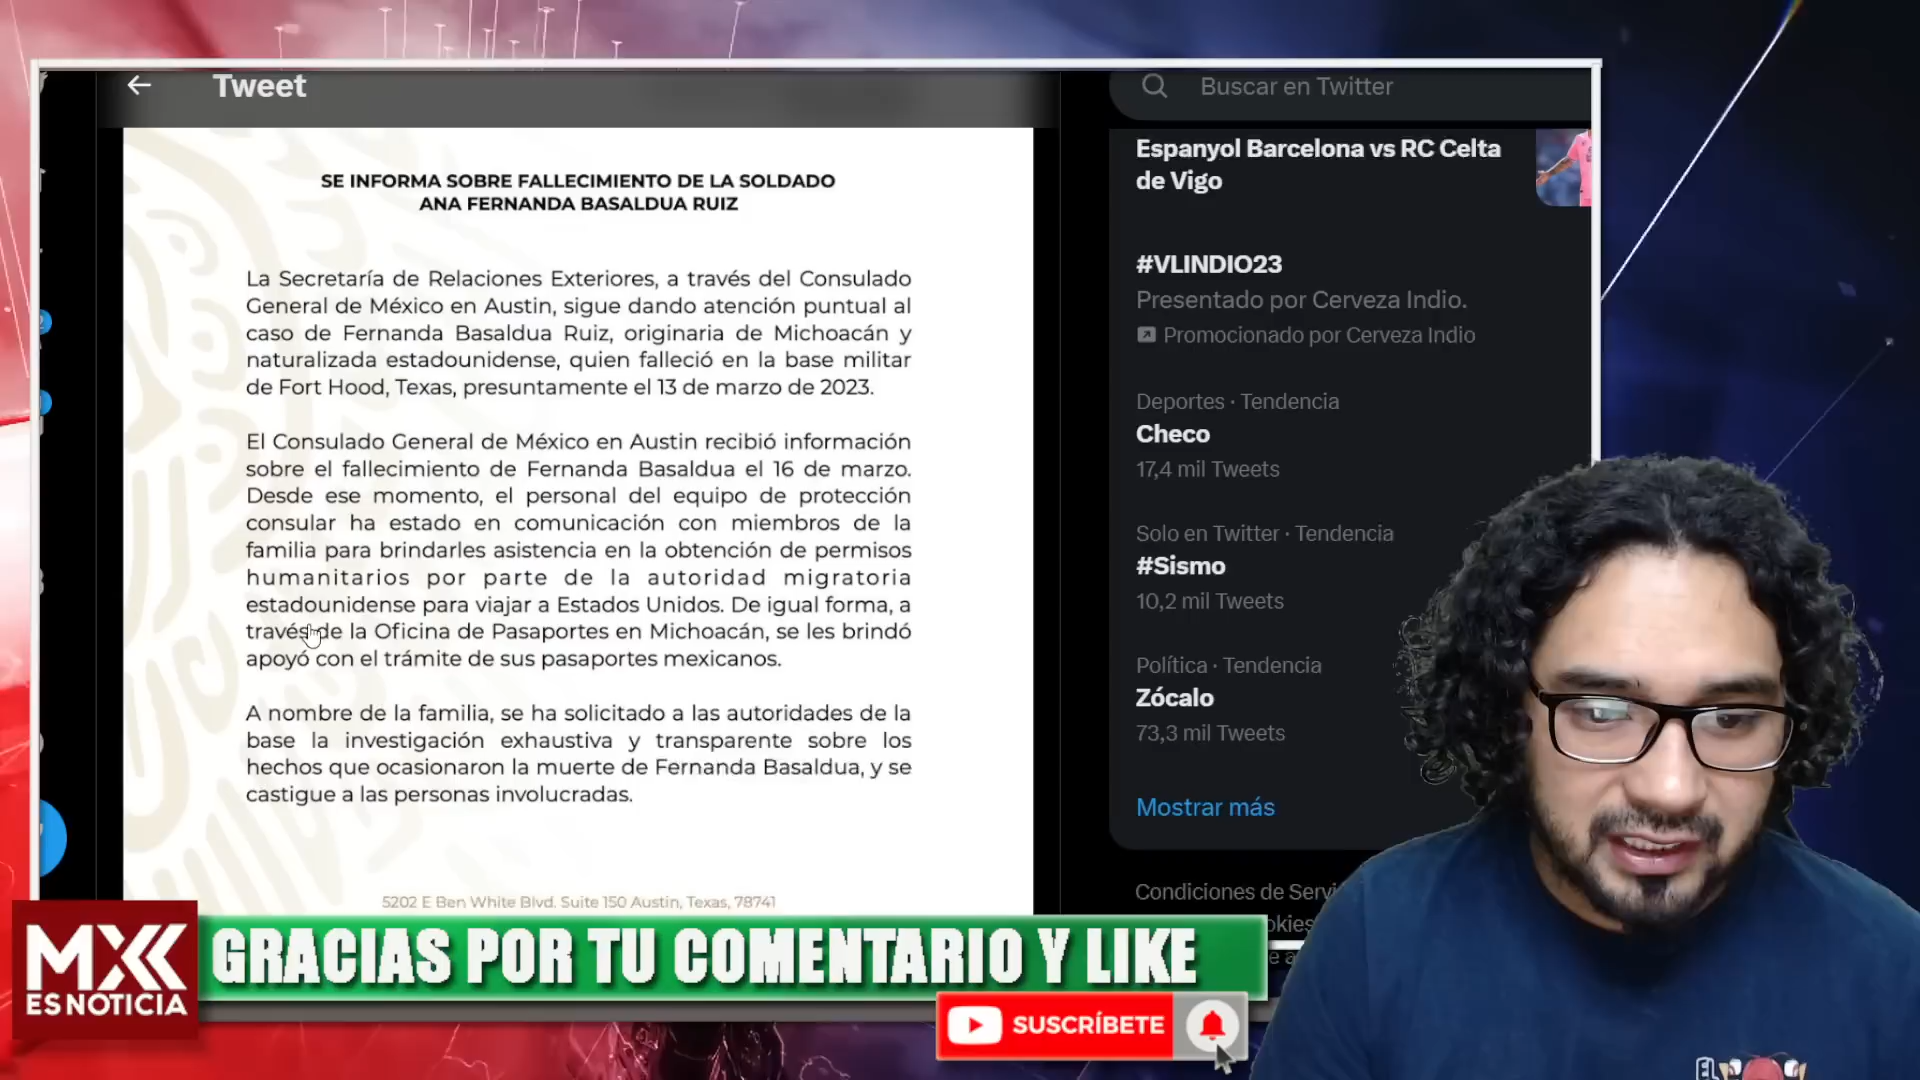 Tweet
Buscar en Twitter
SE INFORMA SOBRE FALLECIMIENTO DE LA SOLDADO
ANA FERNANDA BASALDUA RUIZ
La Secretaría de Relaciones Exteriores, a través del Consulado
General de México en Austin, sigue dando atención puntual al
caso de Fernanda Basaldua Ruiz, originaria de Michoacán y
naturalizada estadounidense, quien falleció en la base militar
de Fort Hood, Texas, presuntamente el 13 de marzo de 2023.
El Consulado General de México en Austin recibió información
sobre el fallecimiento de Fernanda Basaldua el 16 de marzo.
Desde ese momento, el personal del equipo de protección
consular ha estado en comunicación con miembros de la
familia para brindarles asistencia en la obtención de permisos
humanitarios por parte de la autoridad migratoria
estadounidense para viajar a Estados Unidos. De igual forma, a
través de la Oficina de Pasaportes en Michoacán, se les brindó
apoyó con el trámite de sus pasaportes mexicanos.
A nombre de la familia, se ha solicitado a las autoridades de la
base la investigación exhaustiva y transparente sobre los
hechos que ocasionaron la muerte de Fernanda Basaldua, y se
castigue a las personas involucradas.
5202 E Ben White Blvd. Suite 150 Austin, Texas, 78741
Espanyol Barcelona vs RC Celta
de Vigo
#VLINDIO23
Presentado por Cerveza Indio.
Promocionado por Cerveza Indio
Deportes · Tendencia
Checo
17,4 mil Tweets
Solo en Twitter · Tendencia
#Sismo
10,2 mil Tweets
Política · Tendencia
Zócalo
73,3 mil Tweets
Mostrar más
Condiciones de
MX
ES NOTICIA
GRACIAS POR TU COMENTARIO Y LIKE
SUSCRÍBETE
EL